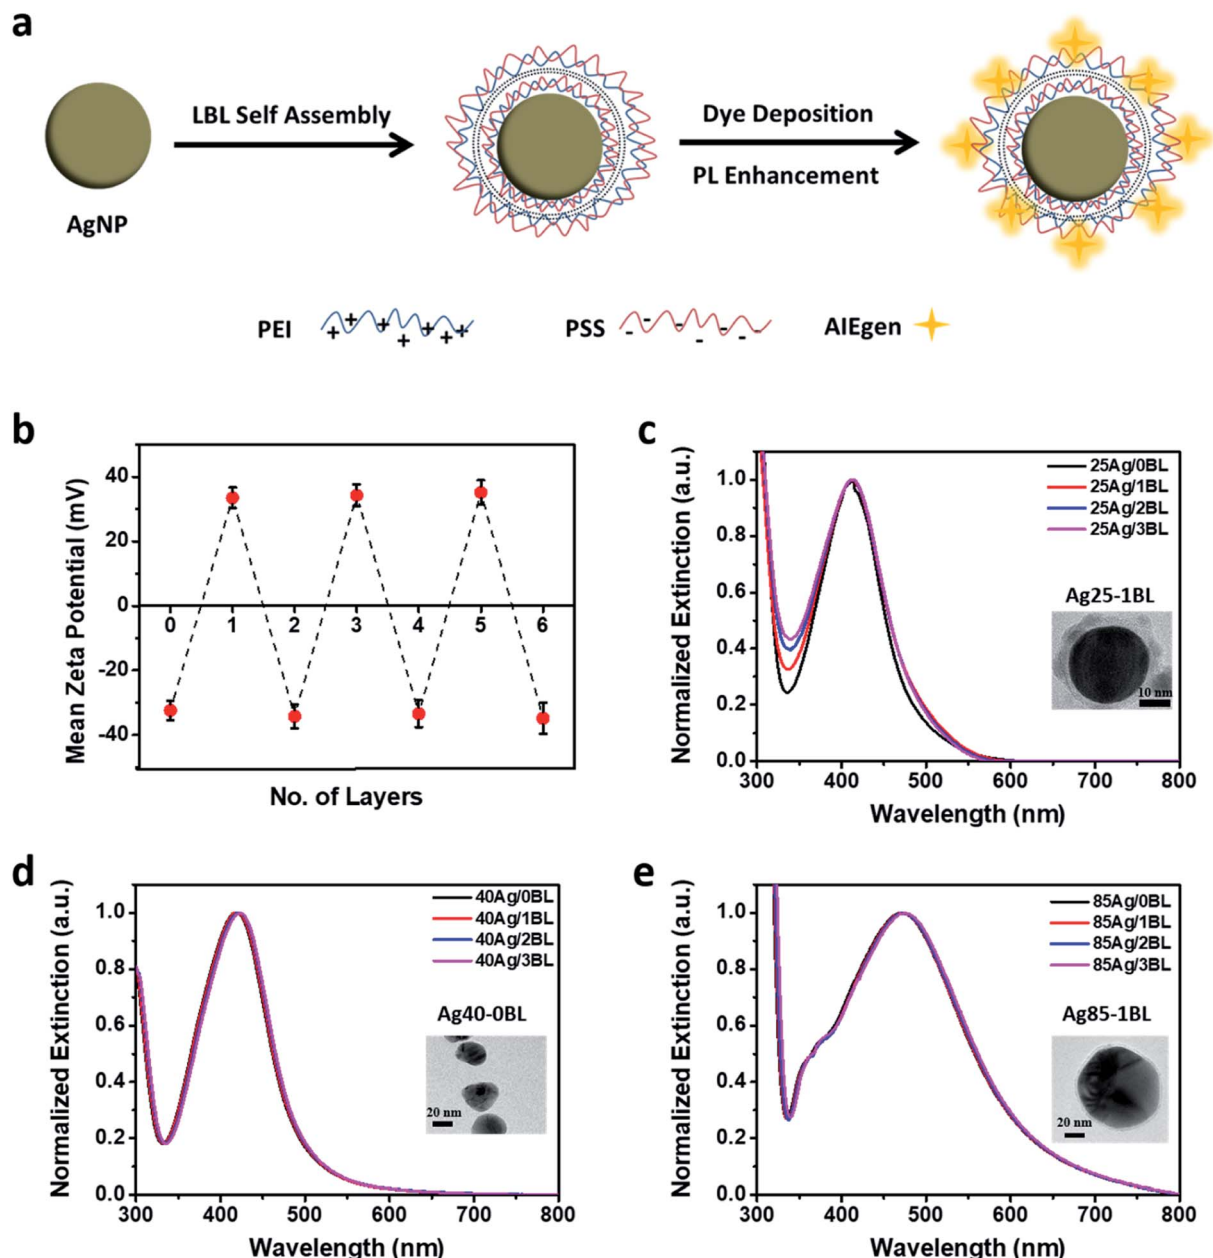 a
LBL Self Assembly
Dye Deposition
PL Enhancement
AgNP
PEI
+ + + + + + +
PSS
- - - - - - -
AIEgen
b
Mean Zeta Potential (mV)
40
20
0
-20
-40
0 1 2 3 4 5 6
No. of Layers
c
Normalized Extinction (a.u.)
1.0
0.8
0.6
0.4
0.2
0.0
25Ag/0BL
25Ag/1BL
25Ag/2BL
25Ag/3BL
Ag25-1BL
10 nm
300 400 500 600 700 800
Wavelength (nm)
d
Normalized Extinction (a.u.)
1.0
0.8
0.6
0.4
0.2
0.0
40Ag/0BL
40Ag/1BL
40Ag/2BL
40Ag/3BL
Ag40-0BL
20 nm
300 400 500 600 700 800
Wavelength (nm)
e
Normalized Extinction (a.u.)
1.0
0.8
0.6
0.4
0.2
0.0
85Ag/0BL
85Ag/1BL
85Ag/2BL
85Ag/3BL
Ag85-1BL
20 nm
300 400 500 600 700 800
Wavelength (nm)